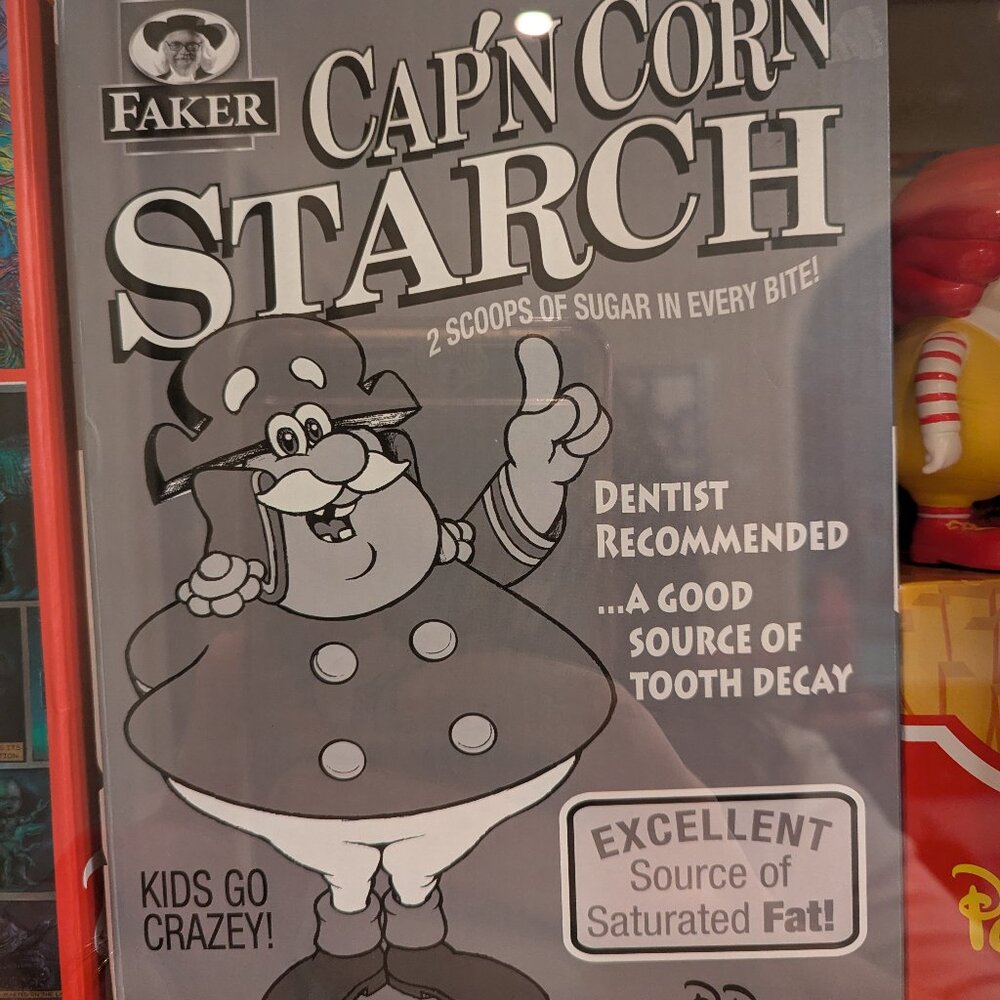 FAKER
CAP'N CORN
STARCH
2 SCOOPS OF SUGAR IN EVERY BITE!
DENTIST
RECOMMENDED
...A GOOD
SOURCE OF
TOOTH DECAY
EXCELLENT
Source of
Saturated Fat!
KIDS GO
CRAZEY!